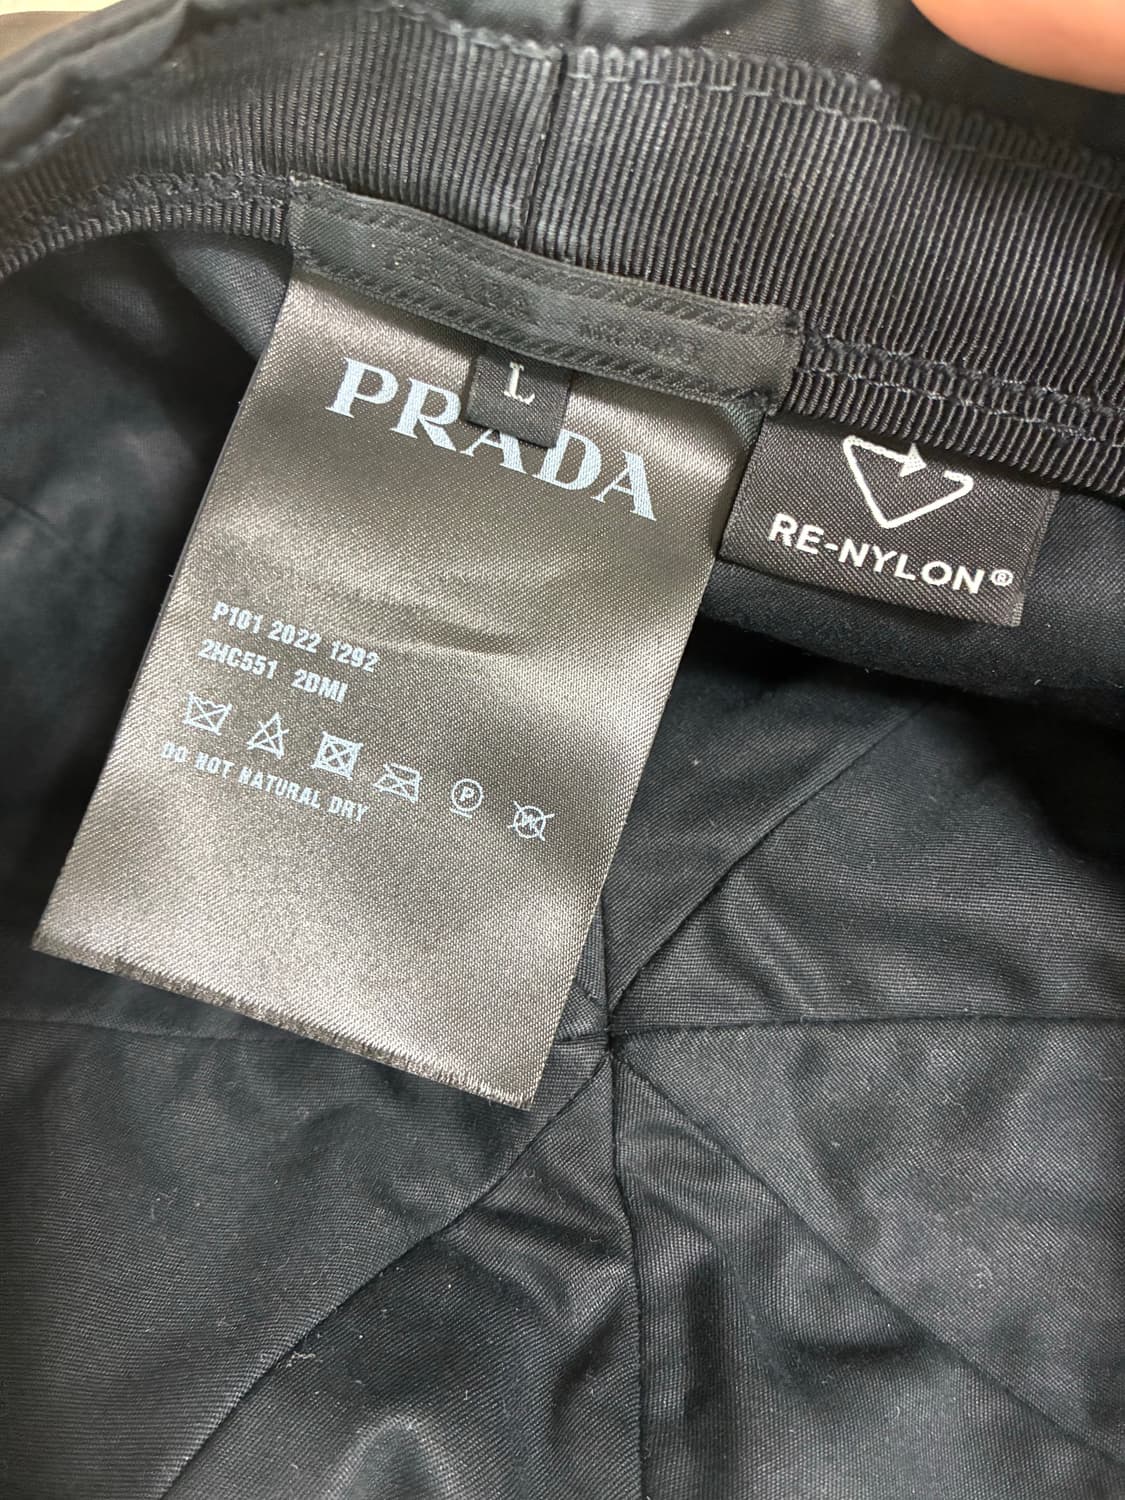 L
PRADA
RE-NYLON®
P101 2022 1292
2HC551 2DMI
P
W
DO NOT NATURAL DRY